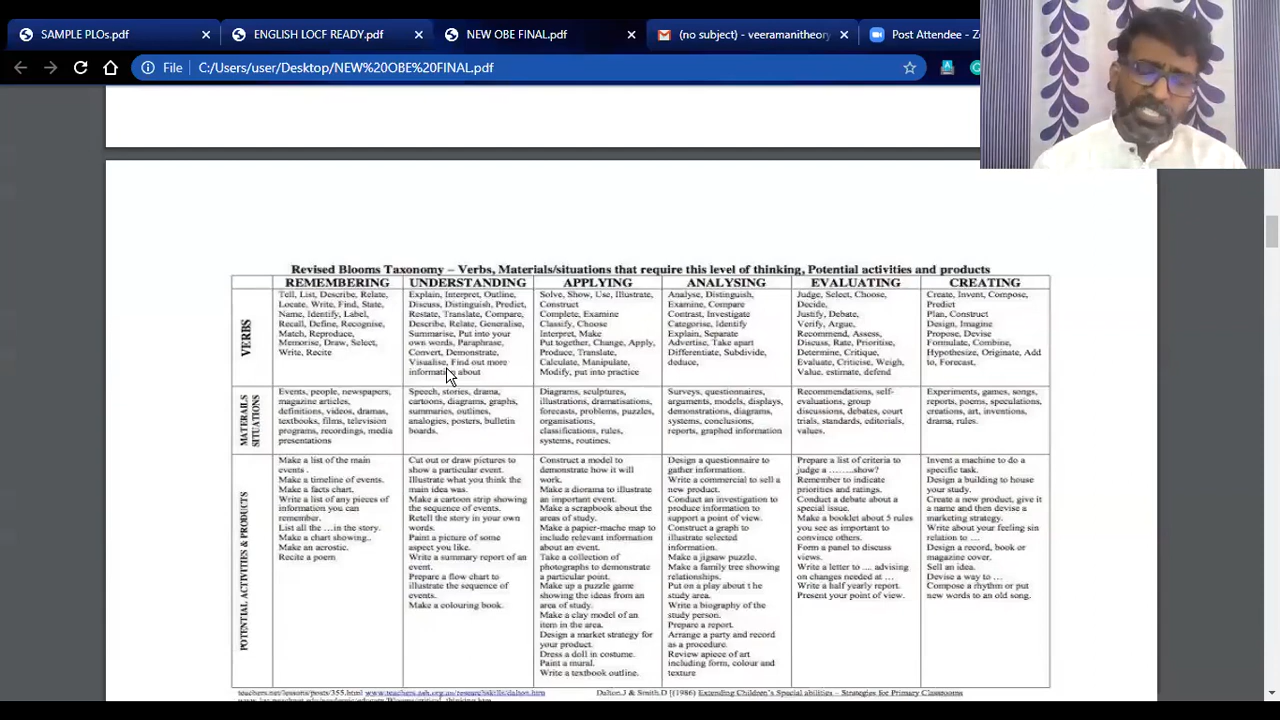 SAMPLE PLOs.pdf
ENGLISH LOCF READY.pdf
NEW OBE FINAL.pdf
(no subject) - veeramanitheory
Post Attendee - Zo
File
C:/Users/user/Desktop/NEW%20OBE%20FINAL.pdf
Revised Blooms Taxonomy – Verbs, Materials/situations that require this level of thinking, Potential activities and products
REMEMBERING
UNDERSTANDING
APPLYING
ANALYSING
EVALUATING
CREATING
VERBS
Tell, List, Describe, Relate,
Locate, Write, Find, State,
Name, Identify, Label,
Recall, Define, Recognise,
Match, Reproduce,
Memorise, Draw, Select,
Write, Recite
Explain, Interpret, Outline,
Discuss, Distinguish, Predict,
Restate, Translate, Compare,
Describe, Relate, Generalise,
Summarise, Put into your
own words, Paraphrase,
Convert, Demonstrate,
Visualise, Find out more
information about
Solve, Show, Use, Illustrate,
Construct
Complete, Examine
Classify, Choose
Interpret, Make
Put together, Change, Apply,
Produce, Translate,
Calculate, Manipulate,
Modify, put into practice
Analyse, Distinguish,
Examine, Compare
Contrast, Investigate
Categorise, Identify
Explain, Separate
Advertise, Take apart
Differentiate, Subdivide,
deduce,
Judge, Select, Choose,
Decide,
Justify, Debate,
Verify, Argue,
Recommend, Assess,
Discuss, Rate, Prioritise,
Determine, Critique,
Evaluate, Criticise, Weigh,
Value, estimate, defend
Create, Invent, Compose,
Predict
Plan, Construct
Design, Imagine
Propose, Devise
Formulate, Combine,
Hypothesize, Originate, Add
to, Forecast,
MATERIALS
SITUATIONS
Events, people, newspapers,
magazine articles,
definitions, videos, dramas,
textbooks, films, television
programs, recordings, media
presentations
Speech, stories, drama,
cartoons, diagrams, graphs,
summaries, outlines,
analogies, posters, bulletin
boards.
Diagrams, sculptures,
illustrations, dramatisations,
forecasts, problems, puzzles,
organisations,
classifications, rules,
systems, routines.
Surveys, questionnaires,
arguments, models, displays,
demonstrations, diagrams,
systems, conclusions,
reports, graphed information
Recommendations, self-
evaluations, group
discussions, debates, court
trials, standards, editorials,
values.
Experiments, games, songs,
reports, poems, speculations,
creations, art, inventions,
drama, rules.
POTENTIAL ACTIVITIES & PRODUCTS
Make a list of the main
events .
Make a timeline of events.
Make a facts chart.
Write a list of any pieces of
information you can
remember.
List all the …in the story.
Make a chart showing..
Make an acrostic.
Recite a poem
Cut out or draw pictures to
show a particular event.
Illustrate what you think the
main idea was.
Make a cartoon strip showing
the sequence of events.
Retell the story in your own
words.
Paint a picture of some
aspect you like.
Write a summary report of an
event.
Prepare a flow chart to
illustrate the sequence of
events.
Make a colouring book.
Construct a model to
demonstrate how it will
work.
Make a diorama to illustrate
an important event.
Make a scrapbook about the
areas of study.
Make a papier-mache map to
include relevant information
about an event.
Take a collection of
photographs to demonstrate
a particular point.
Make up a puzzle game
showing the ideas from an
area of study.
Make a clay model of an
item in the area.
Design a market strategy for
your product.
Dress a doll in costume.
Paint a mural.
Write a textbook outline.
Design a questionnaire to
gather information.
Write a commercial to sell a
new product.
Conduct an investigation to
produce information to
support a point of view.
Construct a graph to
illustrate selected
information.
Make a jigsaw puzzle.
Make a family tree showing
relationships.
Put on a play about t he
study area.
Write a biography of the
study person.
Prepare a report.
Arrange a party and record
as a procedure.
Review apiece of art
including form, colour and
texture
Prepare a list of criteria to
judge a ……..show?
Remember to indicate
priorities and ratings.
Conduct a debate about a
special issue.
Make a booklet about 5 rules
you see as important to
convince others.
Form a panel to discuss
views.
Write a letter to …. advising
on changes needed at …
Write a half yearly report.
Present your point of view.
Invent a machine to do a
specific task.
Design a building to house
your study.
Create a new product, give it
a name and then devise a
marketing strategy.
Write about your feeling sin
relation to ….
Design a record, book or
magazine cover.
Sell an idea.
Devise a way to …
Compose a rhythm or put
new words to an old song.
teachers.net/lessons/posts/355.html www.teachers.ash.org.au/researchskills/dalton.htm
Dalton.J & Smith.D [(1986) Extending Children's Special abilities – Strategies for Primary Classrooms